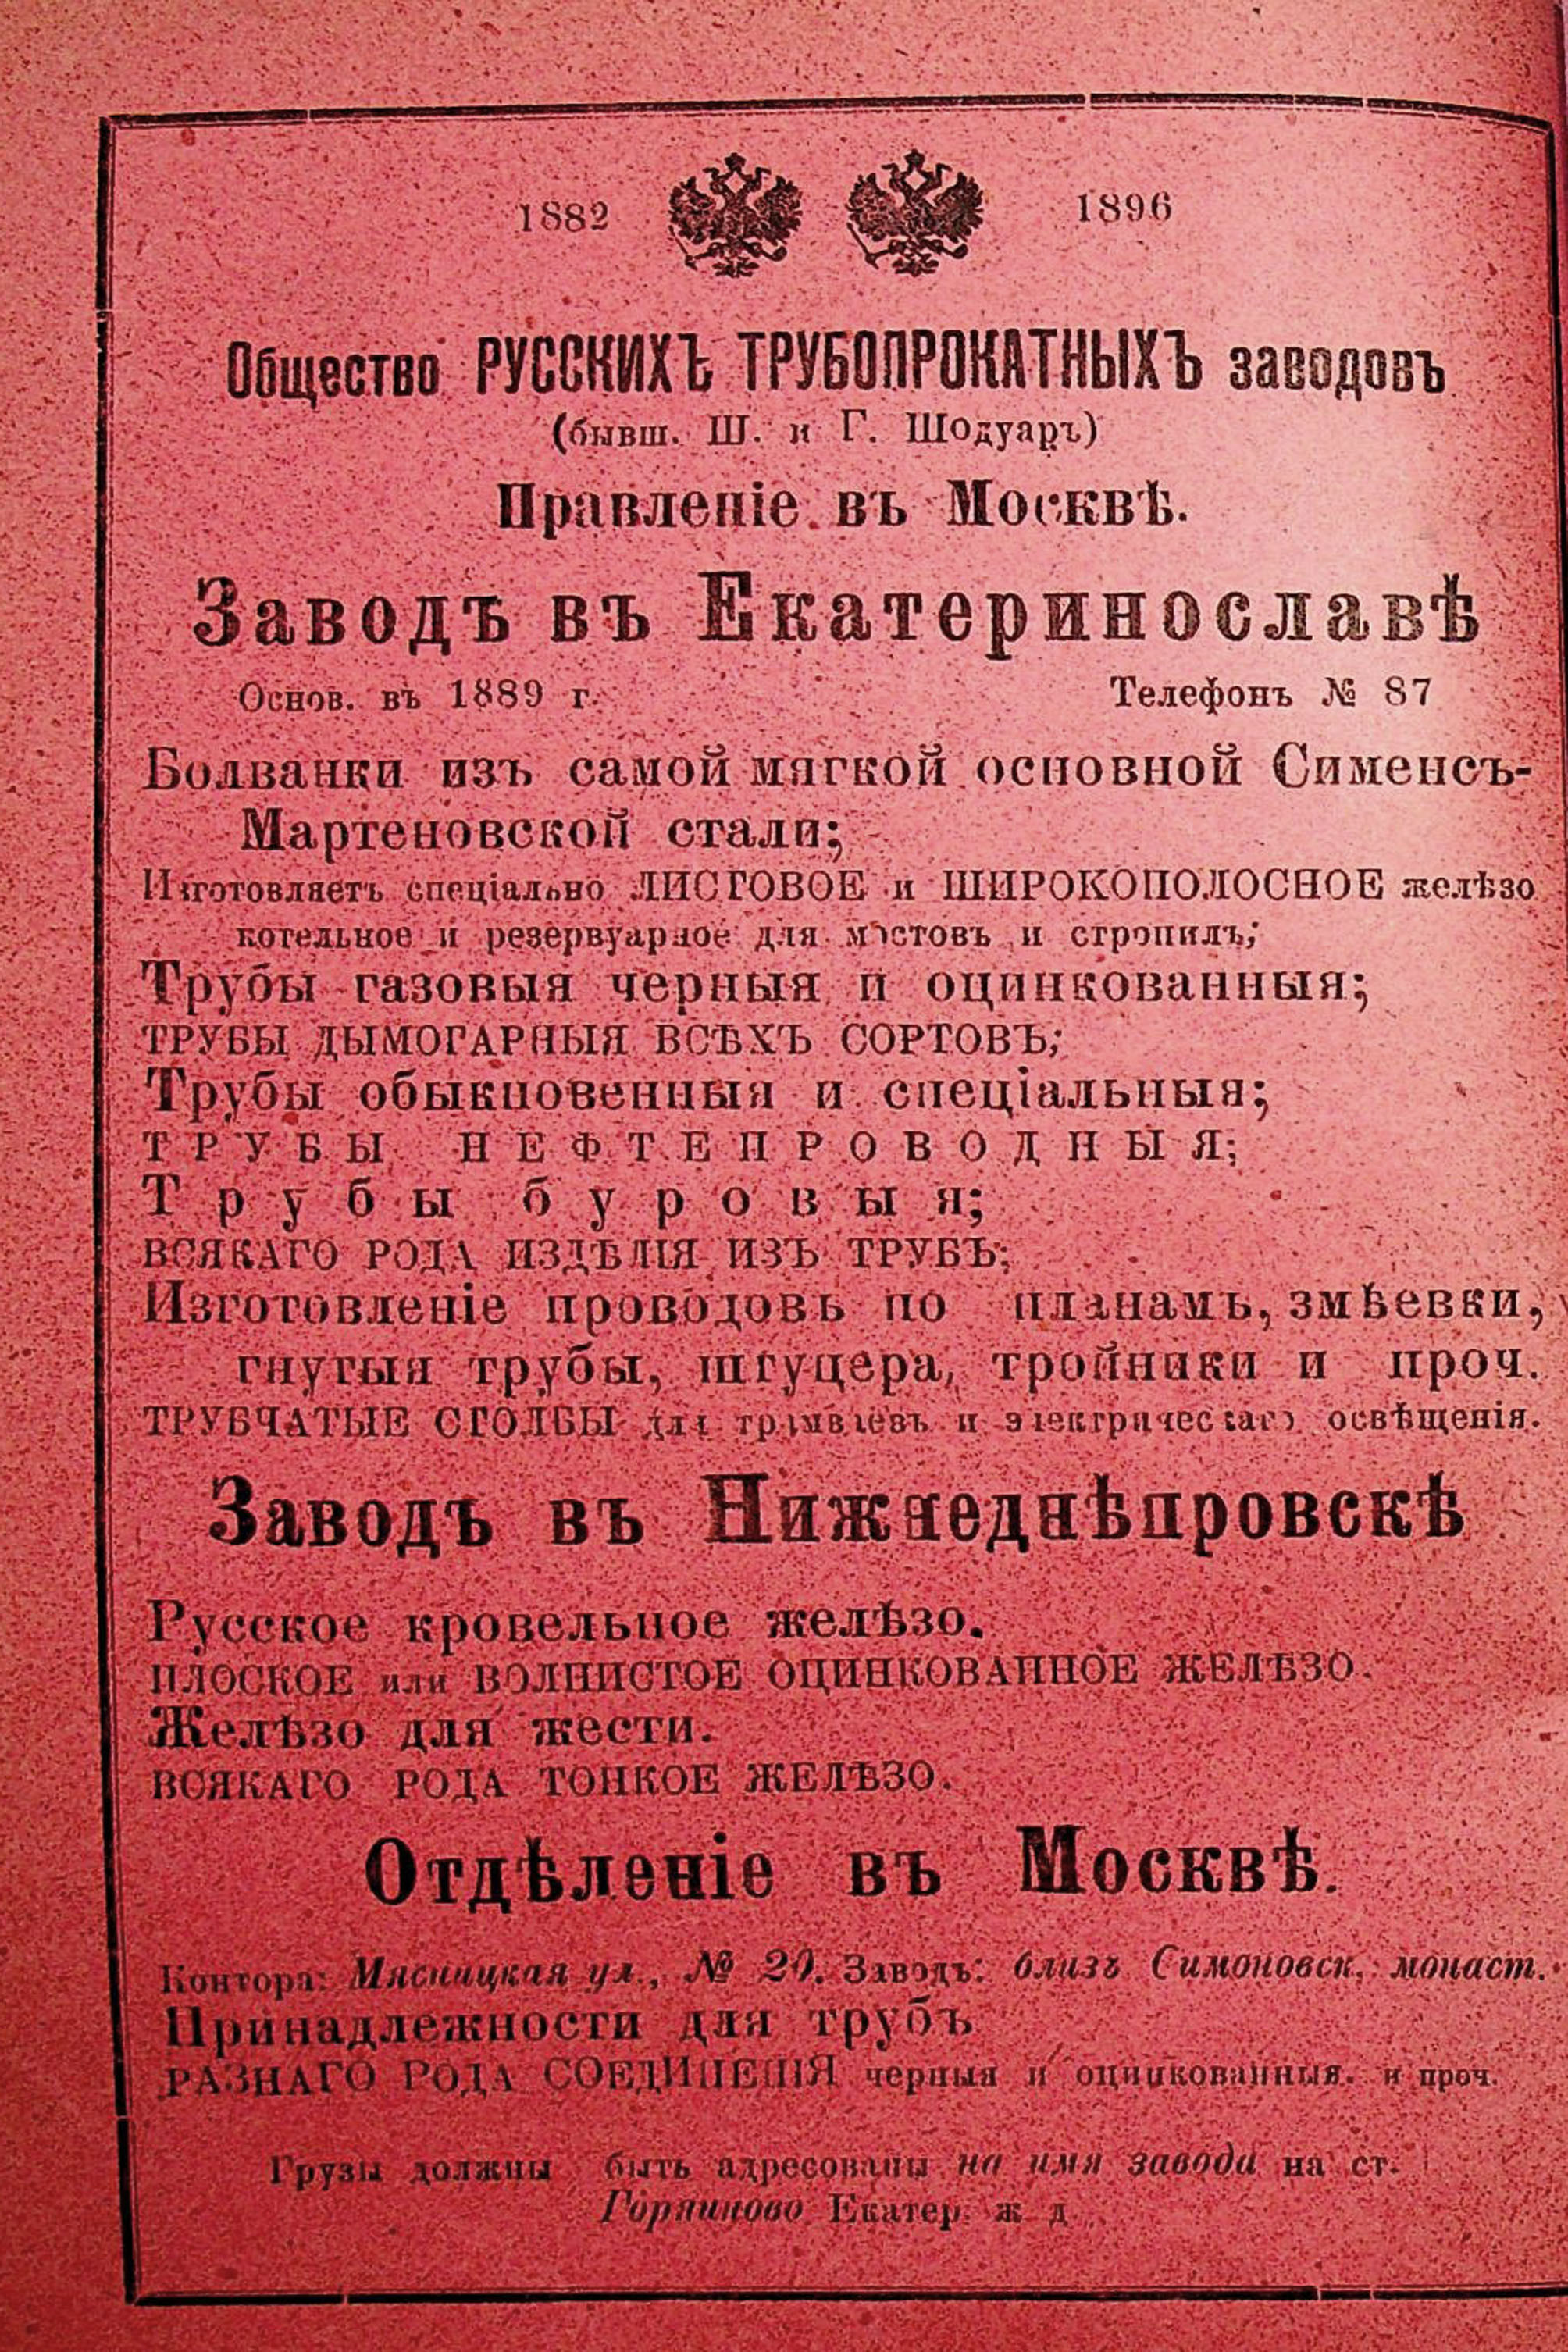 1882 1896
Общество РУССКИХЪ ТРУБОПРОКАТНЫХЪ заводовъ
(бывш. Ш. и Г. Шодуаръ)
Правленіе въ Москвѣ.
Заводъ въ Екатеринославѣ
Основ. въ 1889 г. Телефонъ № 87
Болванки изъ самой мягкой основной Сименсъ-
Мартеновской стали;
Изготовляетъ спеціально ЛИСТОВОЕ и ШИРОКОПОЛОСНОЕ желѣзо
котельное и резервуарное для мостовъ и стропилъ;
Трубы газовыя черныя и оцинкованныя;
ТРУБЫ ДЫМОГАРНЫЯ ВСѢХЪ СОРТОВЪ;
Трубы обыкновенныя и спеціальныя;
ТРУБЫ НЕФТЕПРОВОДНЫЯ;
Трубы буровыя;
ВСЯКАГО РОДА ИЗДѢЛІЯ ИЗЪ ТРУБЪ;
Изготовленіе проводовъ по планамъ, змѣевки,
гнутыя трубы, штуцера, тройники и проч.
ТРУБЧАТЫЕ СТОЛБЫ для трамваевъ и электрическаго освѣщенія.
Заводъ въ Нижнеднѣпровскѣ
Русское кровельное желѣзо.
ПЛОСКОЕ или ВОЛНИСТОЕ ОЦИНКОВАННОЕ ЖЕЛѢЗО.
Желѣзо для жести.
ВСЯКАГО РОДА ТОНКОЕ ЖЕЛѢЗО.
Отдѣленіе въ Москвѣ.
Контора: Мясницкая ул., № 20. Заводъ: близъ Симоновск. монаст.
Принадлежности для трубъ
РАЗНАГО РОДА СОЕДИНЕНІЯ черныя и оцинкованныя. и проч.
Грузы должны быть адресованы на имя завода на ст.
Горяиново Екатер. ж д